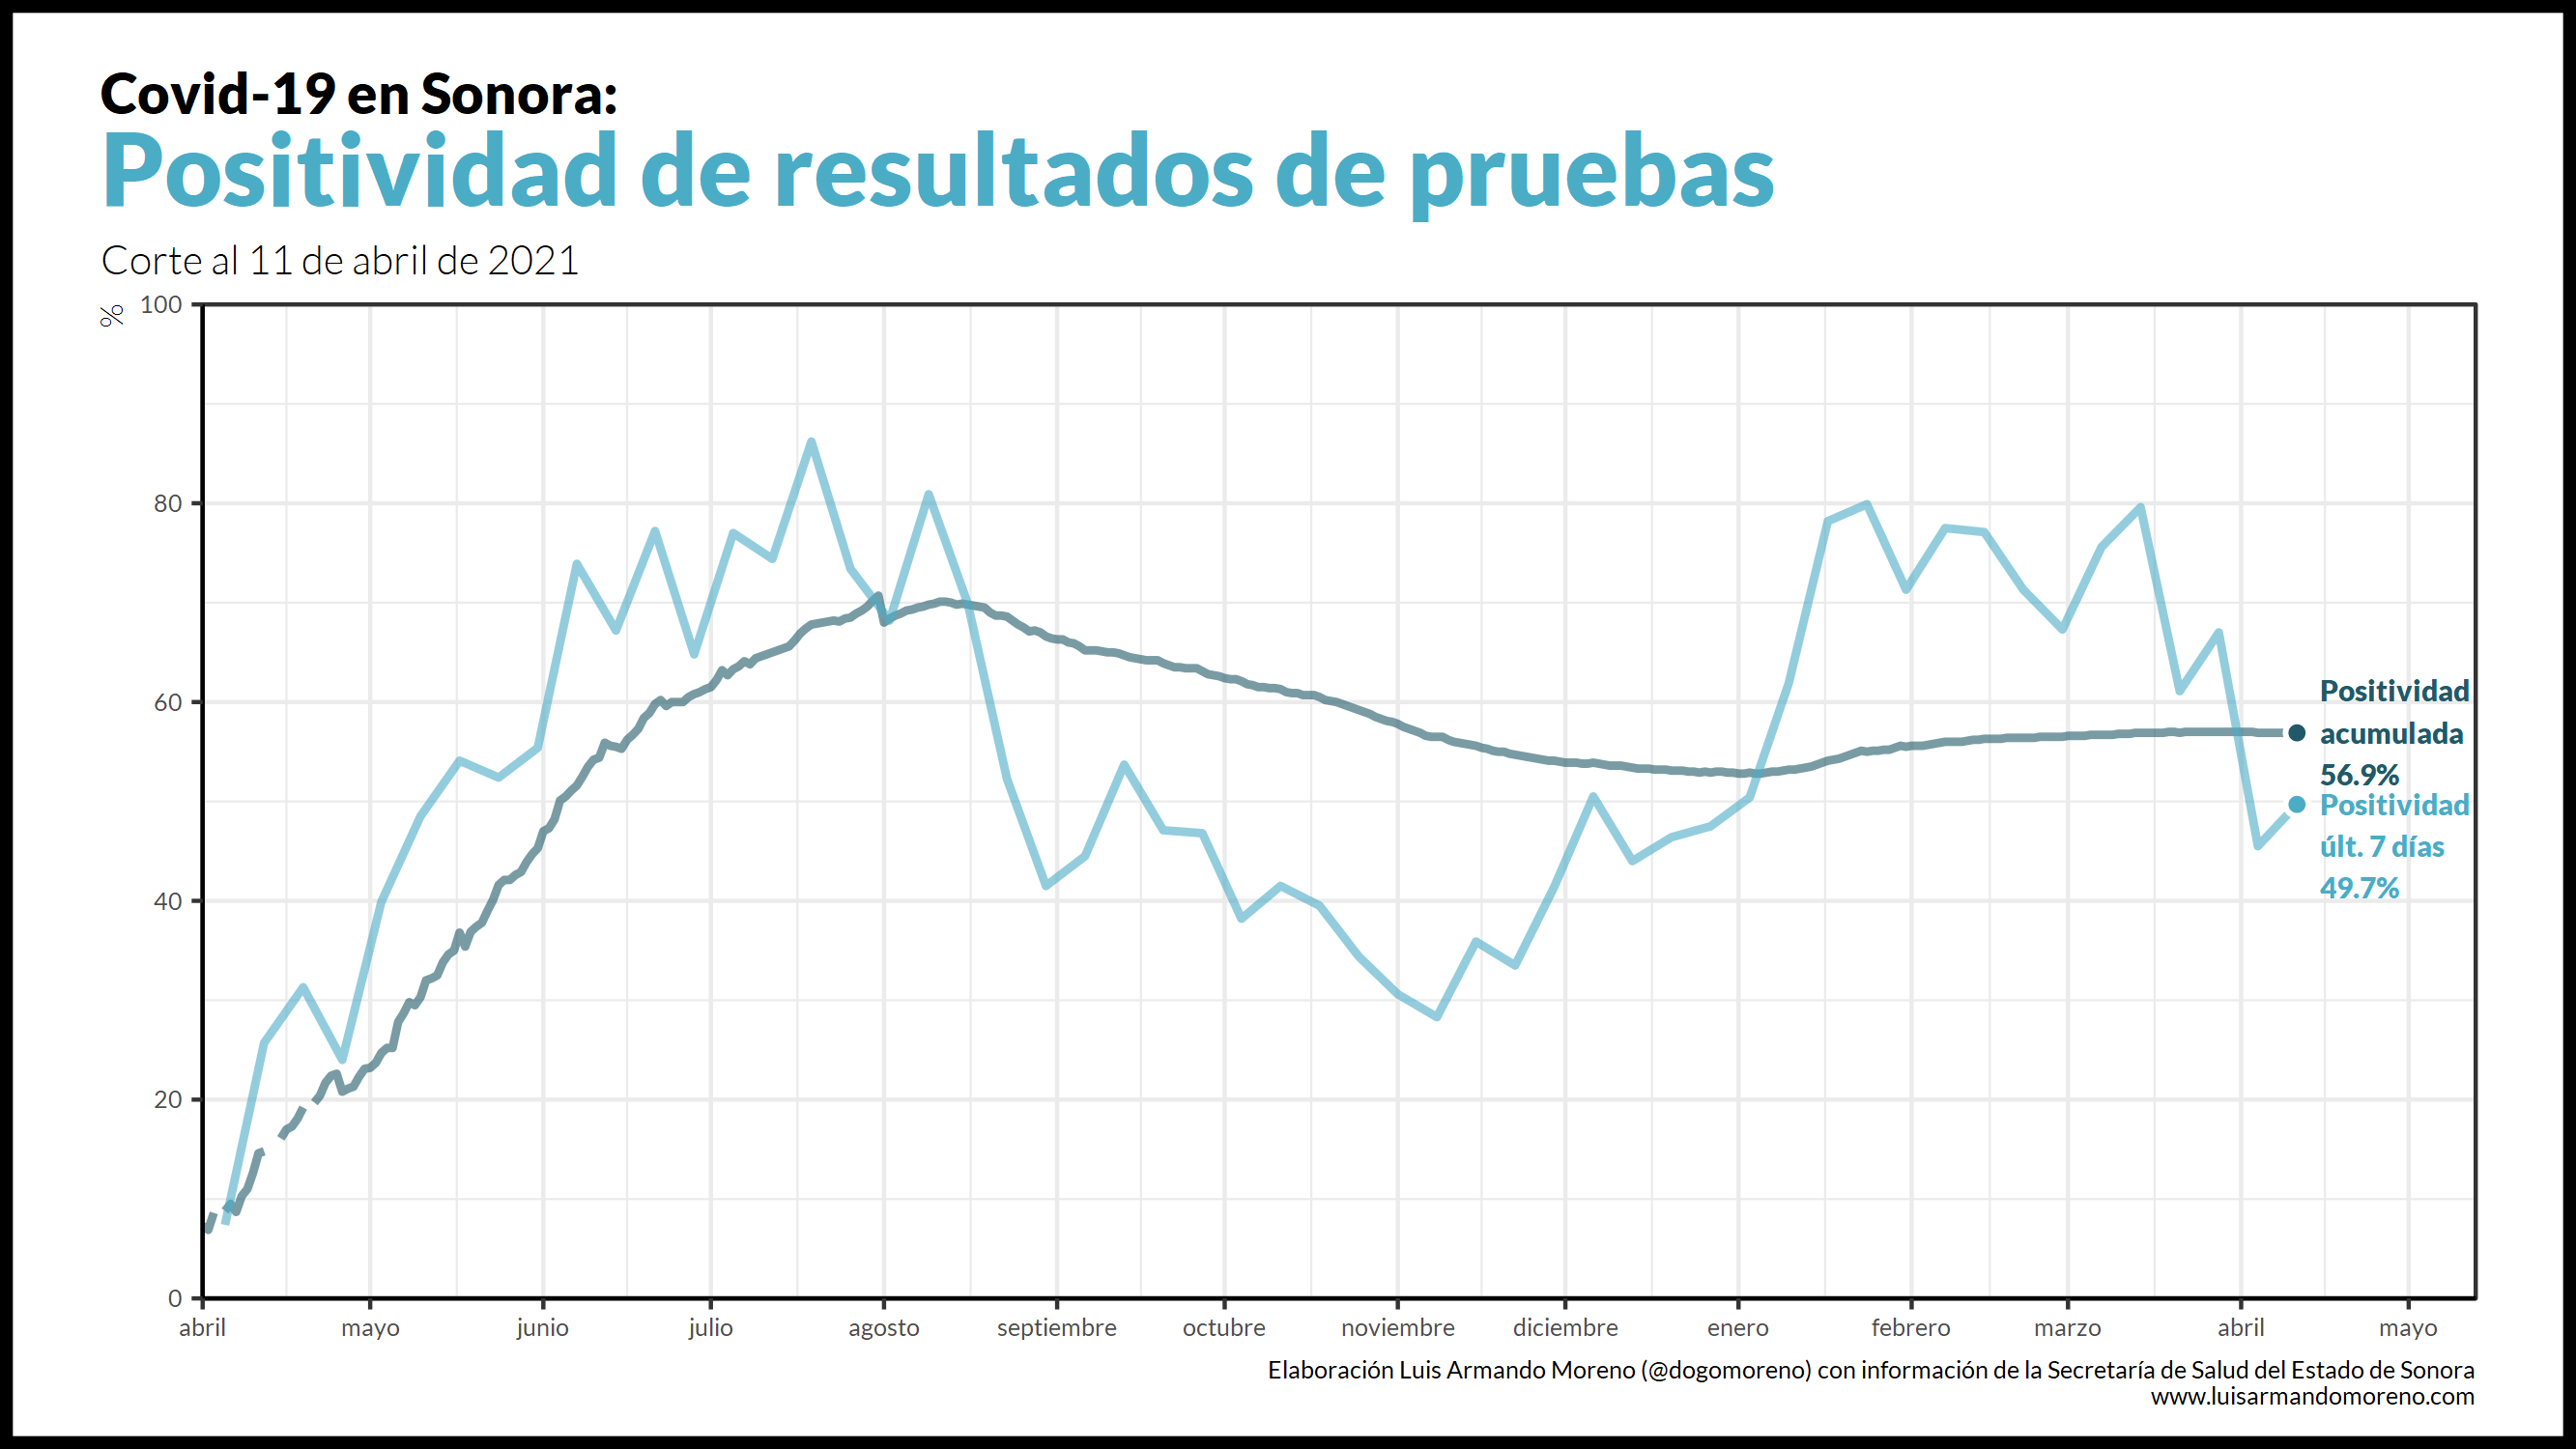 Covid-19 en Sonora:
Positividad de resultados de pruebas
Corte al 11 de abril de 2021
%
100
80
60
40
20
0
Positividad
acumulada
56.9%
Positividad
últ. 7 días
49.7%
abril mayo junio julio agosto septiembre octubre noviembre diciembre enero febrero marzo abril mayo
Elaboración Luis Armando Moreno (@dogomoreno) con información de la Secretaría de Salud del Estado de Sonora
www.luisarmandomoreno.com